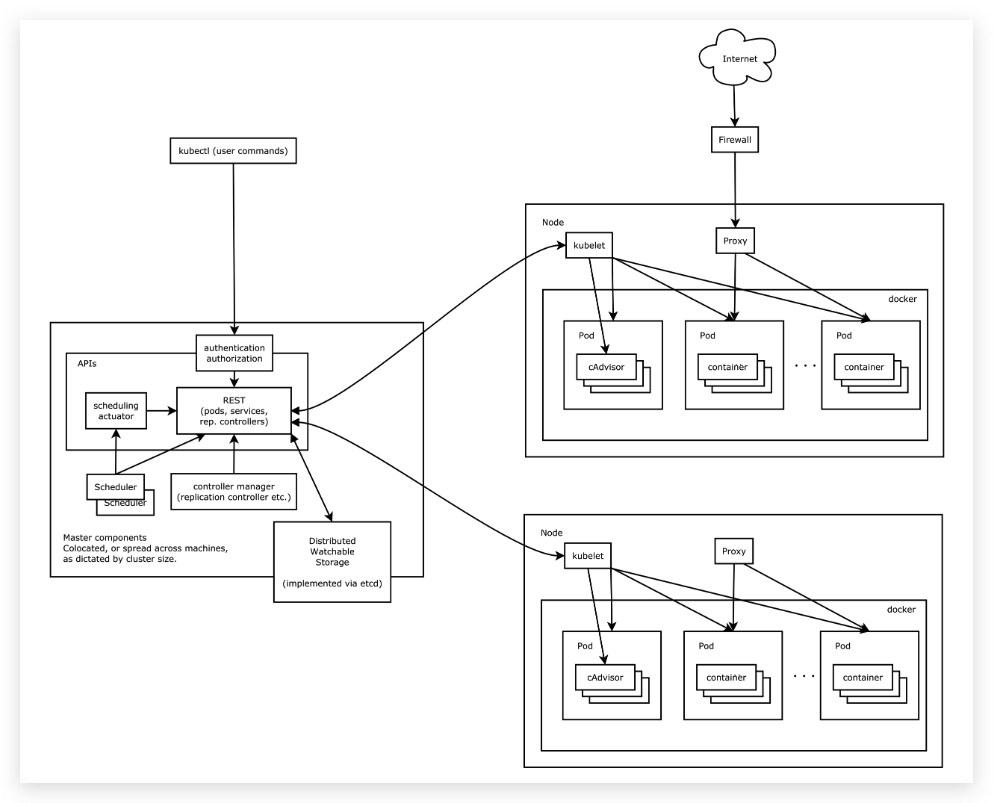 Internet
Firewall
kubectl (user commands)
Node
kubelet
Proxy
docker
Pod
cAdvisor
Pod
container
. . .
Pod
container
authentication
authorization
APIs
REST
(pods, services,
rep. controllers)
scheduling
actuator
Scheduler
Scheduler
controller manager
(replication controller etc.)
Master components
Colocated, or spread across machines,
as dictated by cluster size.
Distributed
Watchable
Storage
(implemented via etcd)
Node
kubelet
Proxy
docker
Pod
cAdvisor
Pod
container
. . .
Pod
container